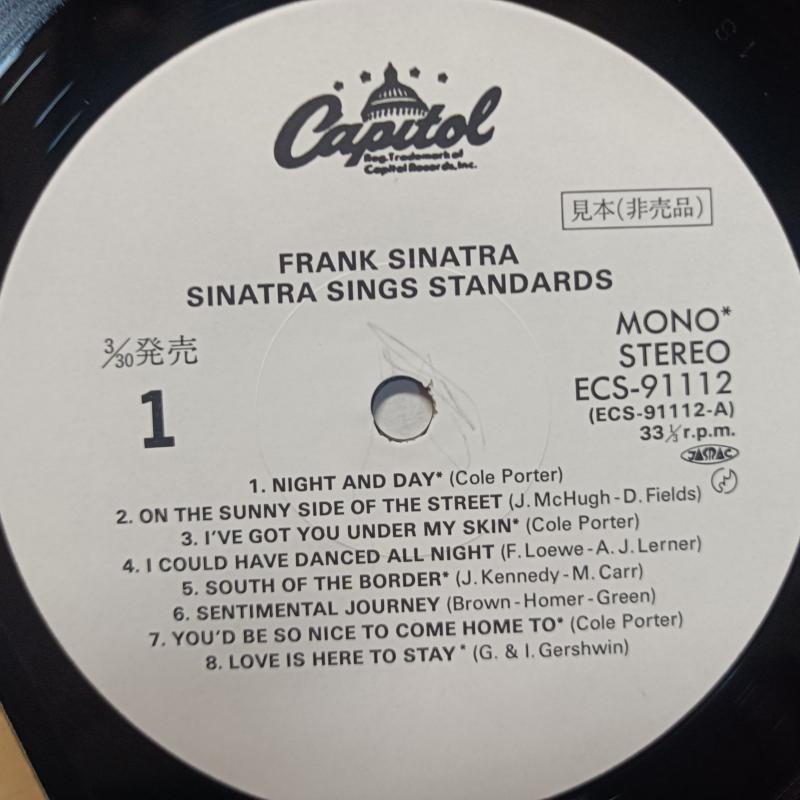 Capitol
Reg. Trademark of
Capitol Records, Inc.
見本(非売品)
FRANK SINATRA
SINATRA SINGS STANDARDS
3/30発売
1
MONO*
STEREO
ECS-91112
(ECS-91112-A)
33⅓r.p.m.
JASRAC
1. NIGHT AND DAY* (Cole Porter)
2. ON THE SUNNY SIDE OF THE STREET (J. McHugh-D. Fields)
3. I'VE GOT YOU UNDER MY SKIN* (Cole Porter)
4. I COULD HAVE DANCED ALL NIGHT (F. Loewe-A. J. Lerner)
5. SOUTH OF THE BORDER* (J. Kennedy-M. Carr)
6. SENTIMENTAL JOURNEY (Brown-Homer-Green)
7. YOU'D BE SO NICE TO COME HOME TO* (Cole Porter)
8. LOVE IS HERE TO STAY* (G. & I. Gershwin)